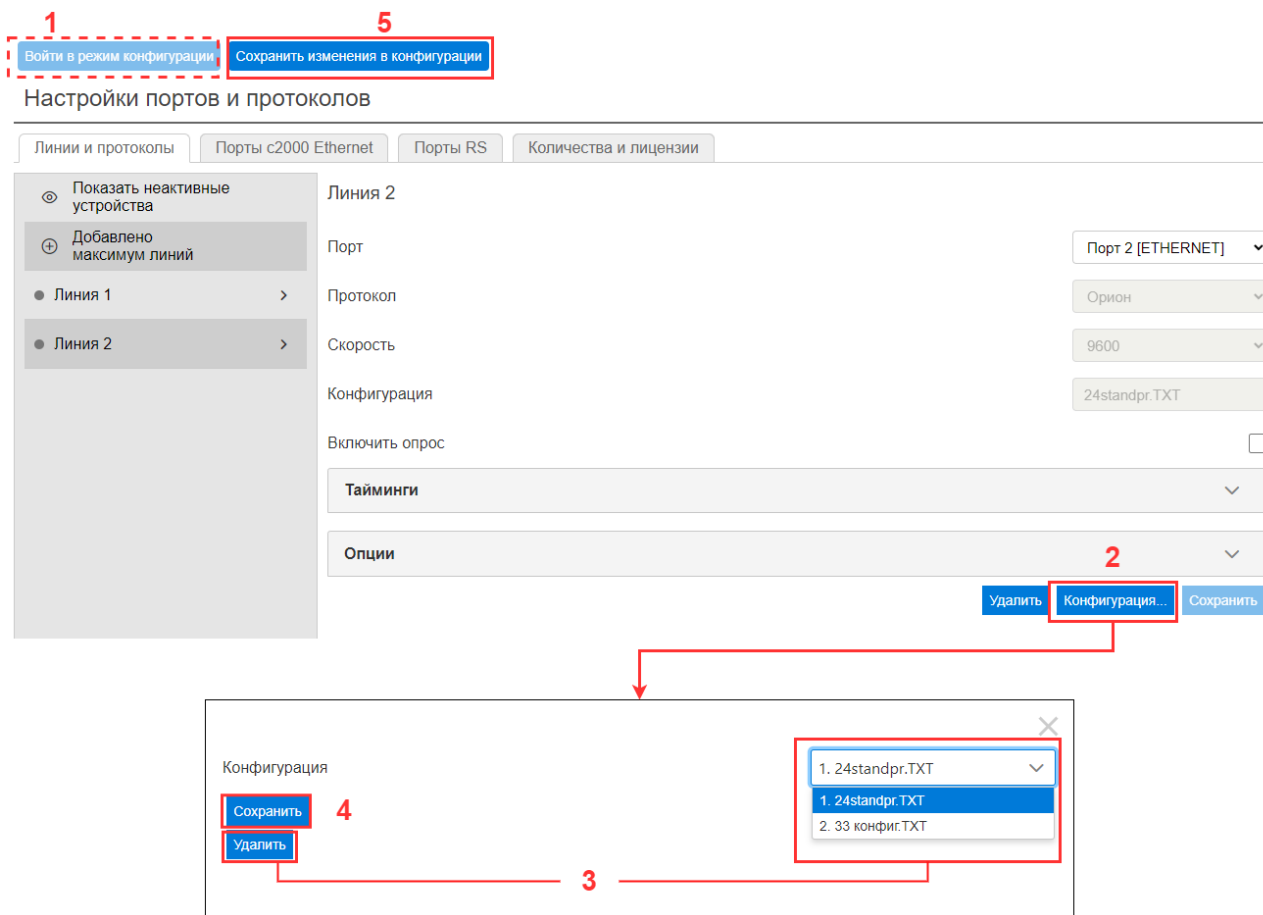 1
5
Войти в режим конфигурации
Сохранить изменения в конфигурации
Настройки портов и протоколов
Линии и протоколы
Порты с2000 Ethernet
Порты RS
Количества и лицензии
Показать неактивные
устройства
Добавлено
максимум линий
Линия 1
Линия 2
Линия 2
Порт
Порт 2 [ETHERNET]
Протокол
Орион
Скорость
9600
Конфигурация
24standpr.TXT
Включить опрос
Тайминги
Опции
2
Удалить
Конфигурация...
Сохранить
Конфигурация
1. 24standpr.TXT
1. 24standpr.TXT
2. 33 конфиг.TXT
Сохранить
4
Удалить
3